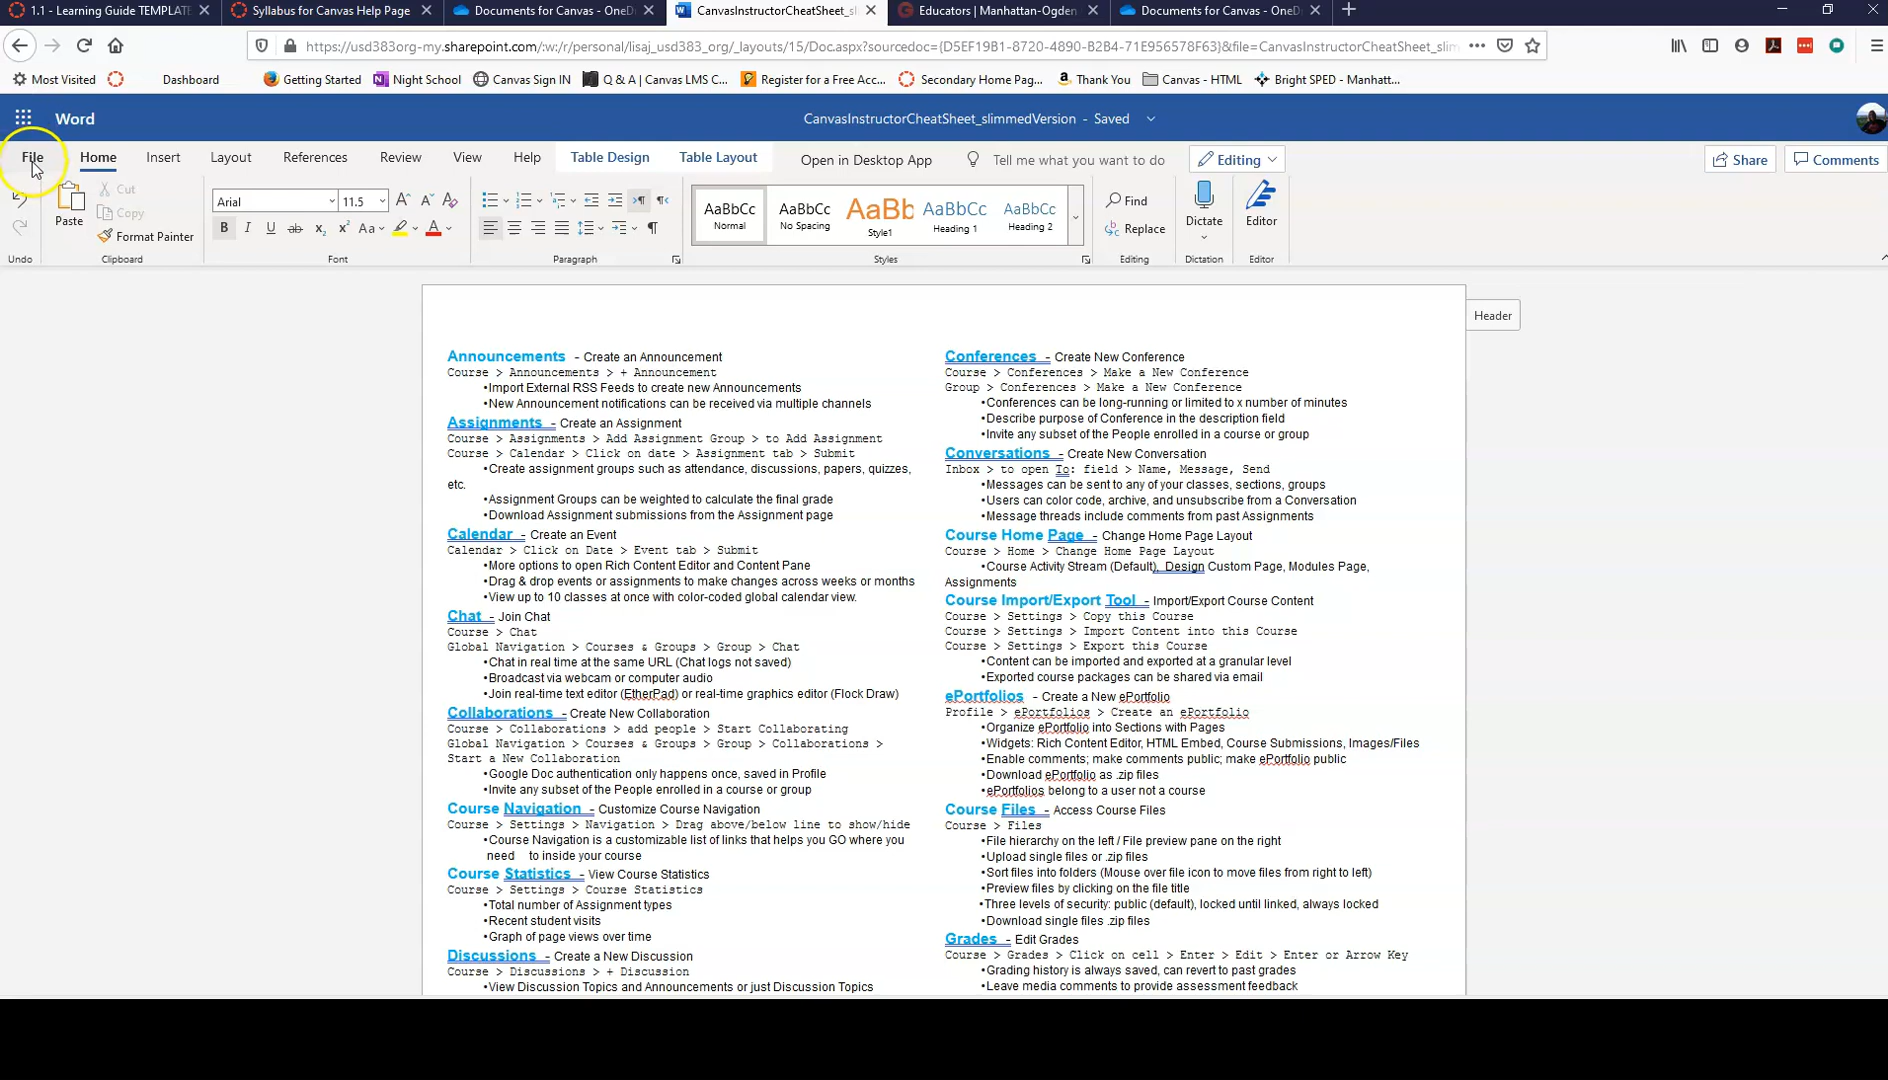 1.1 - Learning Guide TEMPLATE
Syllabus for Canvas Help Page
Documents for Canvas - OneD
CanvasInstructorCheatSheet_sl
Educators | Manhattan-Ogden
Documents for Canvas - OneD
https://usd383org-my.sharepoint.com/:w:/r/personal/lisaj_usd383_org/_layouts/15/Doc.aspx?sourcedoc={D5EF19B1-8720-4890-B2B4-71E956578F63}&file=CanvasInstructorCheatSheet_slim
Most Visited
Dashboard
Getting Started
Night School
Canvas Sign IN
Q & A | Canvas LMS C...
Register for a Free Acc...
Secondary Home Pag...
Thank You
Canvas - HTML
Bright SPED - Manhatt...
Word
CanvasInstructorCheatSheet_slimmedVersion - Saved
File
Home
Insert
Layout
References
Review
View
Help
Table Design
Table Layout
Open in Desktop App
Tell me what you want to do
Editing
Share
Comments
Paste
Cut
Copy
Format Painter
Arial
11.5
AaBbCc
Normal
AaBbCc
No Spacing
AaBb
Style1
AaBbCc
Heading 1
AaBbCc
Heading 2
Find
Replace
Dictate
Editor
Undo
Clipboard
Font
Paragraph
Styles
Editing
Dictation
Editor
Header
Announcements - Create an Announcement
Course > Announcements > + Announcement
•Import External RSS Feeds to create new Announcements
•New Announcement notifications can be received via multiple channels
Assignments - Create an Assignment
Course > Assignments > Add Assignment Group > to Add Assignment
Course > Calendar > Click on date > Assignment tab > Submit
•Create assignment groups such as attendance, discussions, papers, quizzes,
etc.
•Assignment Groups can be weighted to calculate the final grade
•Download Assignment submissions from the Assignment page
Calendar - Create an Event
Calendar > Click on Date > Event tab > Submit
•More options to open Rich Content Editor and Content Pane
•Drag & drop events or assignments to make changes across weeks or months
•View up to 10 classes at once with color-coded global calendar view.
Chat - Join Chat
Course > Chat
Global Navigation > Courses & Groups > Group > Chat
•Chat in real time at the same URL (Chat logs not saved)
•Broadcast via webcam or computer audio
•Join real-time text editor (EtherPad) or real-time graphics editor (Flock Draw)
Collaborations - Create New Collaboration
Course > Collaborations > add people > Start Collaborating
Global Navigation > Courses & Groups > Group > Collaborations >
Start a New Collaboration
•Google Doc authentication only happens once, saved in Profile
•Invite any subset of the People enrolled in a course or group
Course Navigation - Customize Course Navigation
Course > Settings > Navigation > Drag above/below line to show/hide
•Course Navigation is a customizable list of links that helps you GO where you
need to inside your course
Course Statistics - View Course Statistics
Course > Settings > Course Statistics
•Total number of Assignment types
•Recent student visits
•Graph of page views over time
Discussions - Create a New Discussion
Course > Discussions > + Discussion
•View Discussion Topics and Announcements or just Discussion Topics
Conferences - Create New Conference
Course > Conferences > Make a New Conference
Group > Conferences > Make a New Conference
•Conferences can be long-running or limited to x number of minutes
•Describe purpose of Conference in the description field
•Invite any subset of the People enrolled in a course or group
Conversations - Create New Conversation
Inbox > to open To: field > Name, Message, Send
•Messages can be sent to any of your classes, sections, groups
•Users can color code, archive, and unsubscribe from a Conversation
•Message threads include comments from past Assignments
Course Home Page - Change Home Page Layout
Course > Home > Change Home Page Layout
•Course Activity Stream (Default), Design Custom Page, Modules Page,
Assignments
Course Import/Export Tool - Import/Export Course Content
Course > Settings > Copy this Course
Course > Settings > Import Content into this Course
Course > Settings > Export this Course
•Content can be imported and exported at a granular level
•Exported course packages can be shared via email
ePortfolios - Create a New ePortfolio
Profile > ePortfolios > Create an ePortfolio
•Organize ePortfolio into Sections with Pages
•Widgets: Rich Content Editor, HTML Embed, Course Submissions, Images/Files
•Enable comments; make comments public; make ePortfolio public
•Download ePortfolio as .zip files
•ePortfolios belong to a user not a course
Course Files - Access Course Files
Course > Files
•File hierarchy on the left / File preview pane on the right
•Upload single files or .zip files
•Sort files into folders (Mouse over file icon to move files from right to left)
•Preview files by clicking on the file title
•Three levels of security: public (default), locked until linked, always locked
•Download single files .zip files
Grades - Edit Grades
Course > Grades > Click on cell > Enter > Edit > Enter or Arrow Key
•Grading history is always saved, can revert to past grades
•Leave media comments to provide assessment feedback